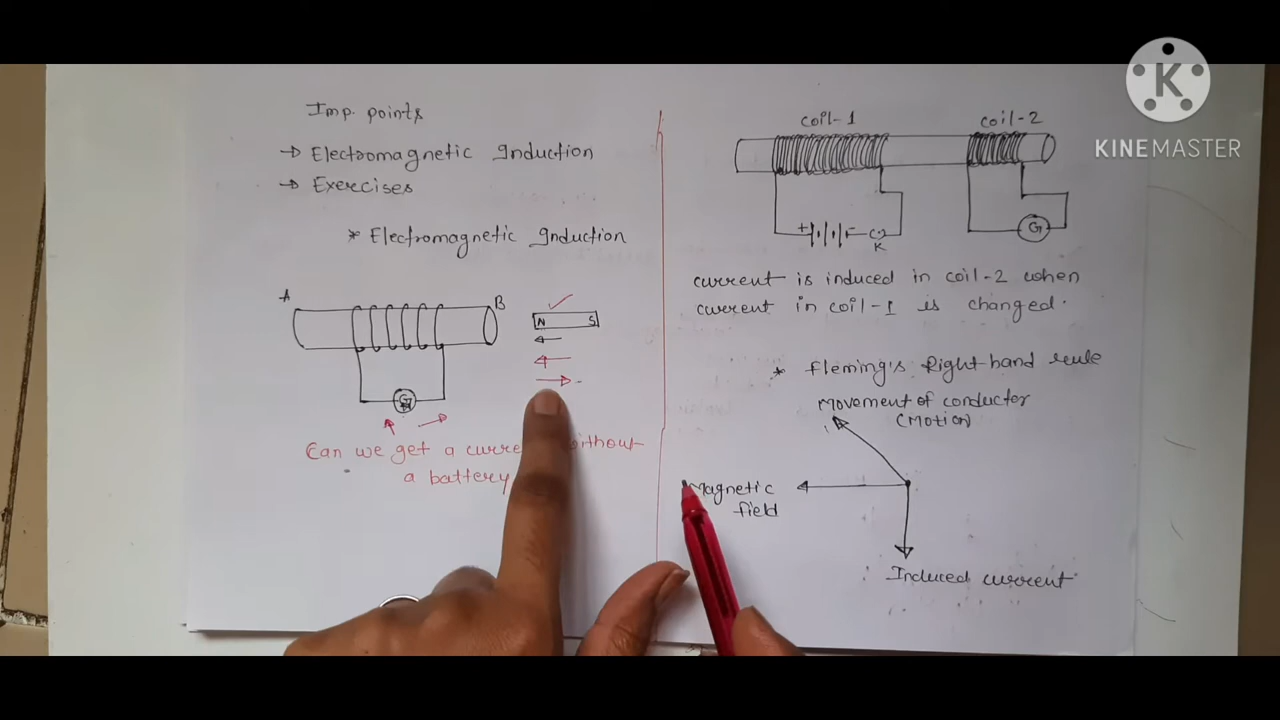 Imp. points
→ Electromagnetic Induction
→ Exercises
* Electromagnetic Induction
A
B
N S
G
Can we get a curre ithout
a battery
coil-1
coil-2
+
K
G
current is induced in coil-2 when
current in coil-1 is changed.
* Fleming's Right hand rule
Movement of conductor
(Motion)
Magnetic
field
Induced current
K
KINEMASTER